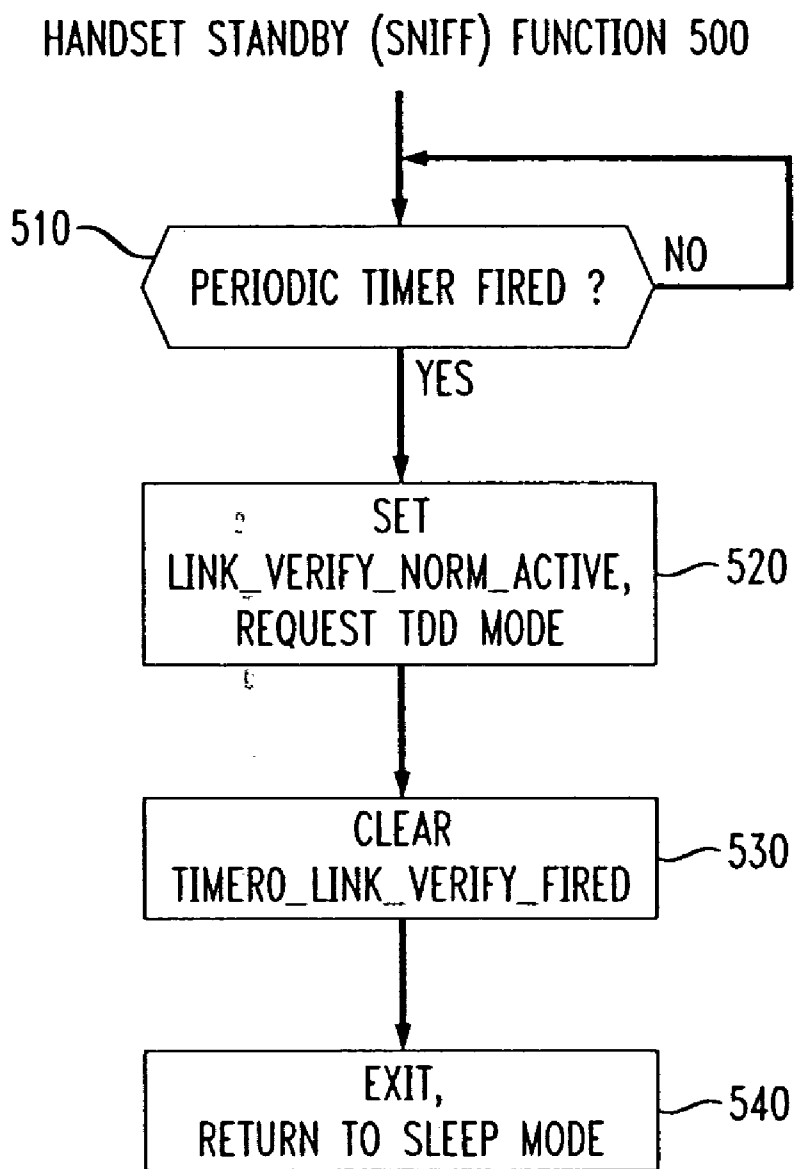 HANDSET STANDBY (SNIFF) FUNCTION 500
510
PERIODIC TIMER FIRED ?
NO
YES
SET
LINK_VERIFY_NORM_ACTIVE,
REQUEST TDD MODE
520
CLEAR
TIMER0_LINK_VERIFY_FIRED
530
EXIT,
RETURN TO SLEEP MODE
540